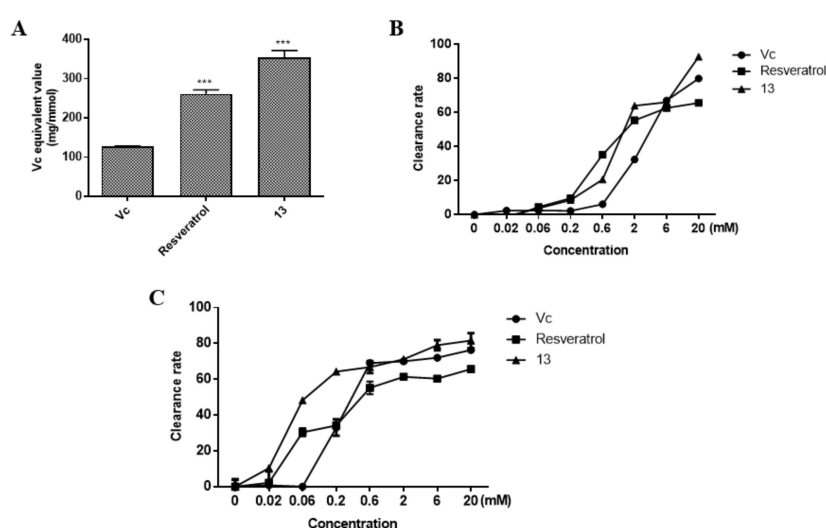 A
Vc equivalent value
(mg/mmol)
400
300
200
100
0
***
***
Vc
Resveratrol
13
B
Clearance rate
100
80
60
40
20
0
0 0.02 0.06 0.2 0.6 2 6 20 (mM)
Concentration
Vc
Resveratrol
13
C
Clearance rate
100
80
60
40
20
0
0 0.02 0.06 0.2 0.6 2 6 20 (mM)
Concentration
Vc
Resveratrol
13